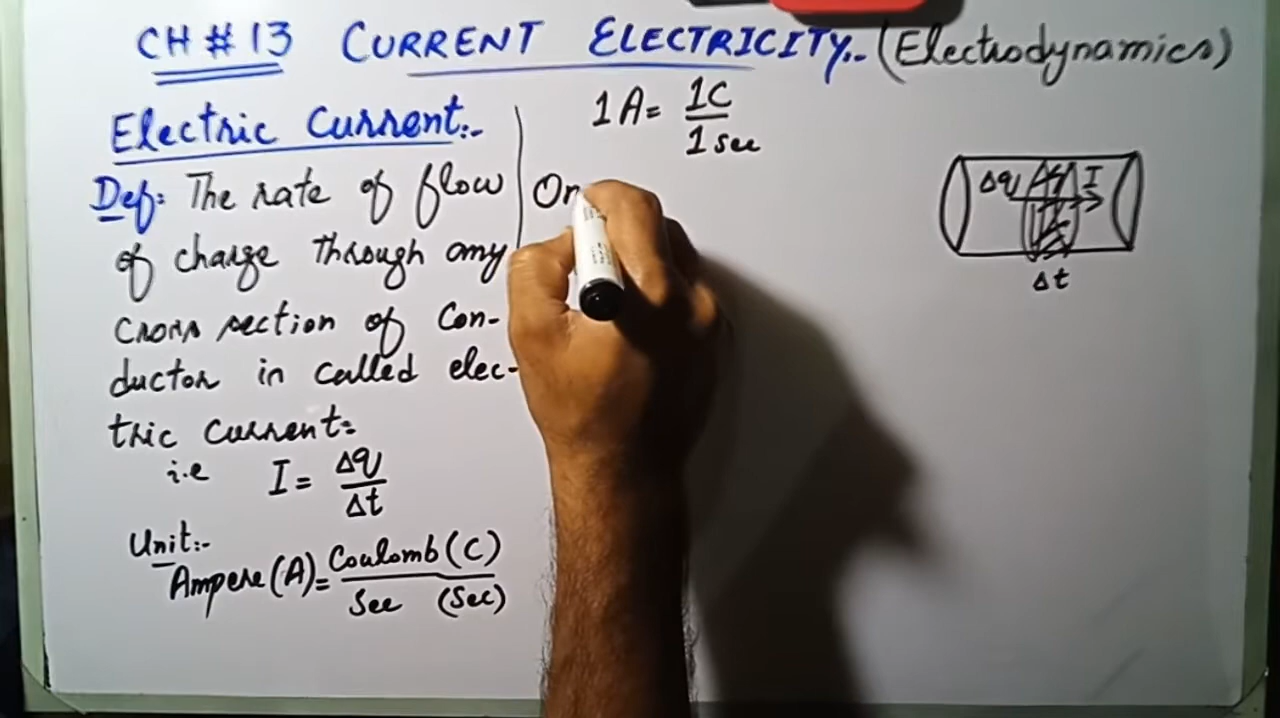 CH # 13 CURRENT ELECTRICITY:- (Electrodynamics)
Electric Current:-
Def: The rate of flow
of charge through any
cross section of Con-
ductor is called elec-
tric current:
i.e I = Δq/Δt
Unit:-
Ampere (A) = Coulomb (C)/Sec (Sec)
1 A = 1C/1 sec
On
Δq I
Δt